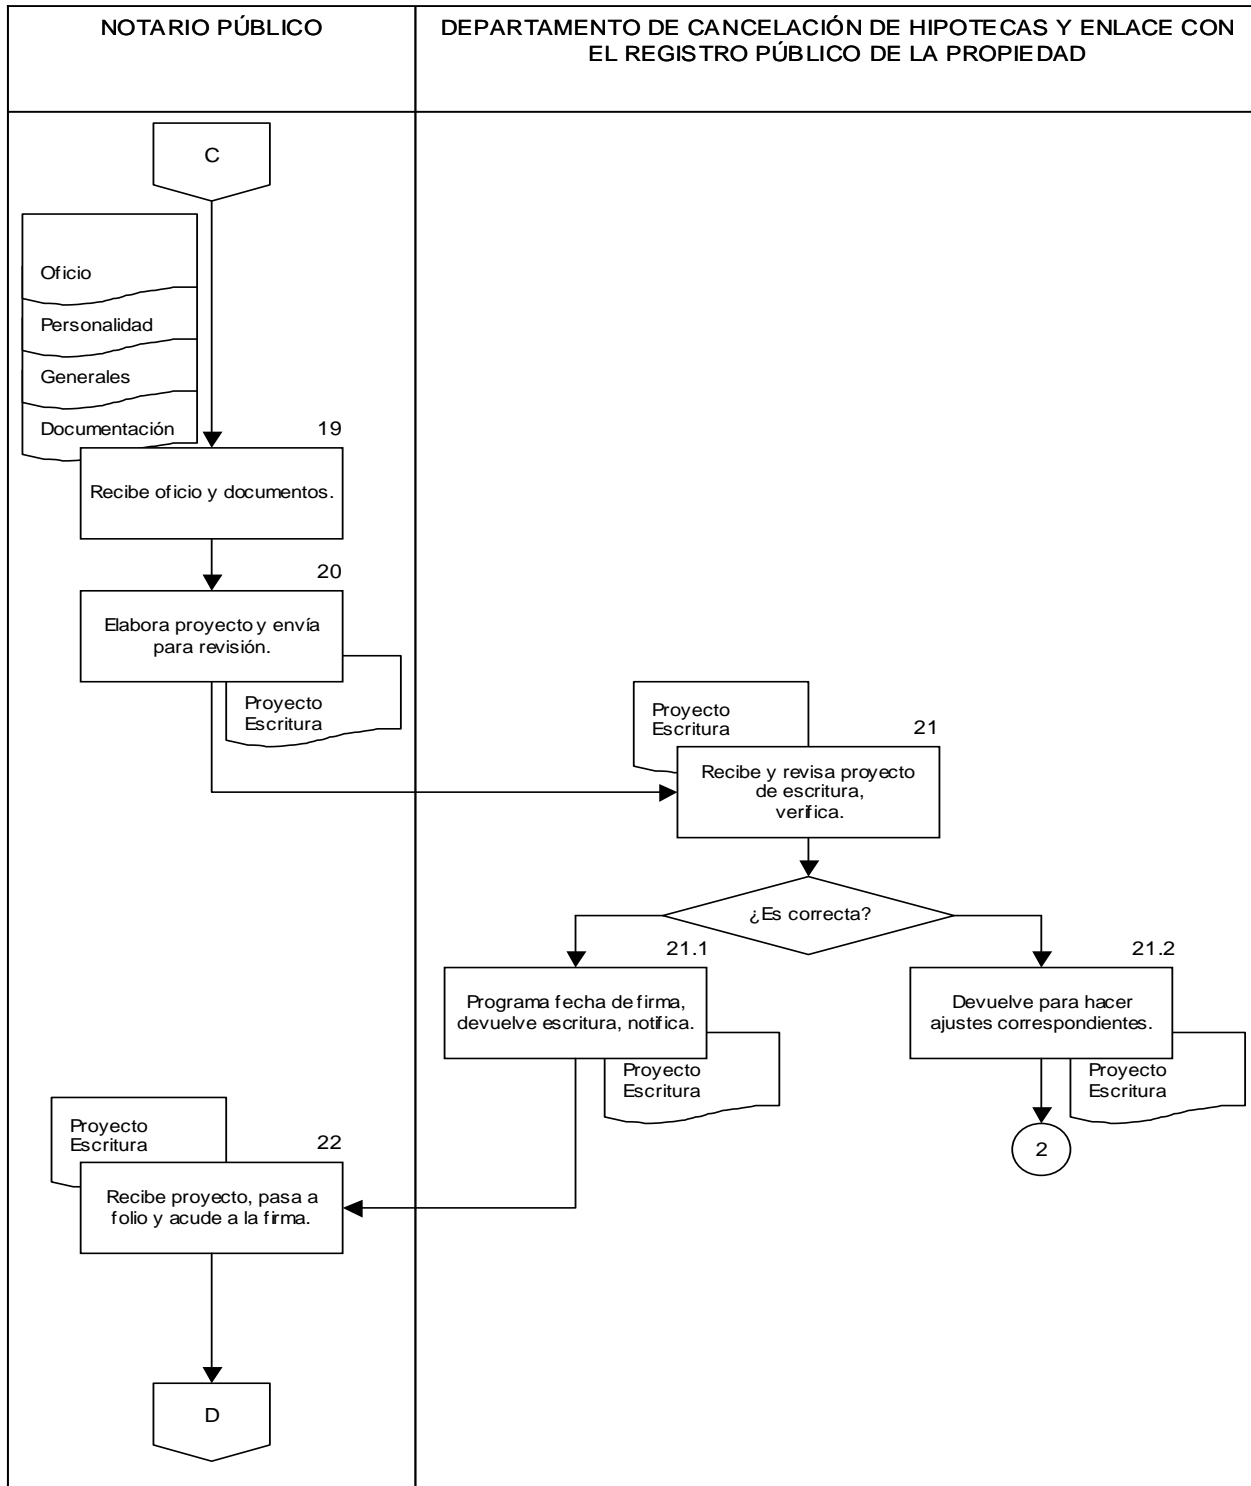 NOTARIO PÚBLICO
DEPARTAMENTO DE CANCELACIÓN DE HIPOTECAS Y ENLACE CON
EL REGISTRO PÚBLICO DE LA PROPIEDAD
C
Oficio
Personalidad
Generales
Documentación
19
Recibe oficio y documentos.
20
Elabora proyecto y envía
para revisión.
Proyecto
Escritura
Proyecto
Escritura
21
Recibe y revisa proyecto
de escritura,
verifica.
¿Es correcta?
21.1
Programa fecha de firma,
devuelve escritura, notifica.
Proyecto
Escritura
21.2
Devuelve para hacer
ajustes correspondientes.
Proyecto
Escritura
2
Proyecto
Escritura
22
Recibe proyecto, pasa a
folio y acude a la firma.
D